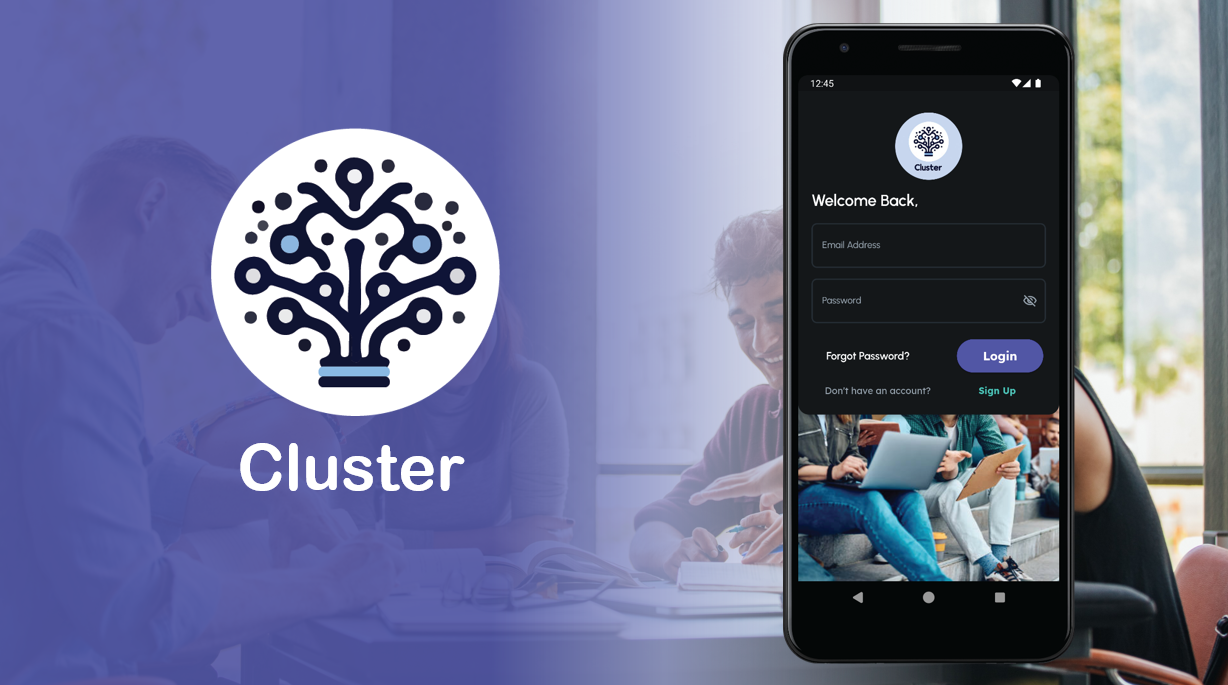 Cluster
12:45
Cluster
Welcome Back,
Email Address
Password
Forgot Password?
Login
Don't have an account?
Sign Up